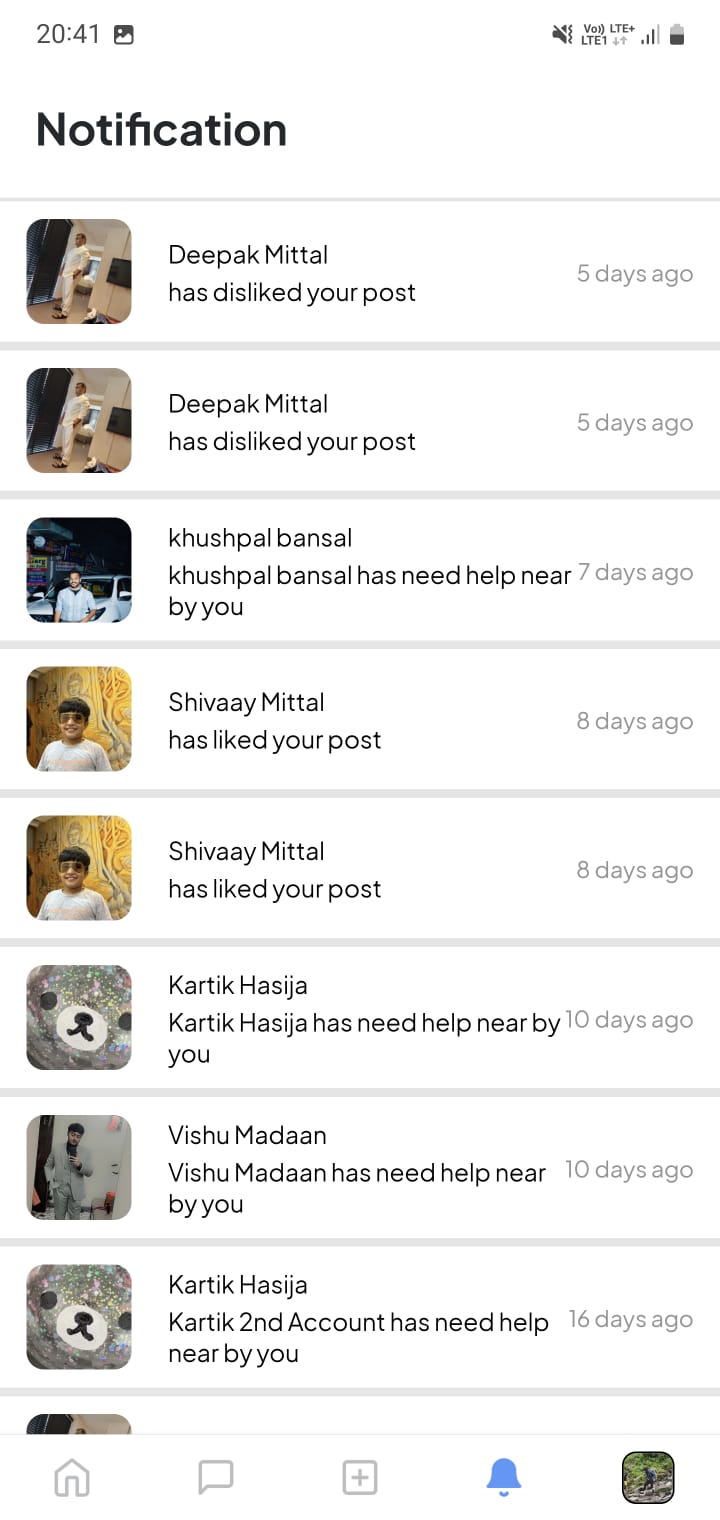 20:41
Vo)) LTE+
LTE1 ↓↑
Notification
Deepak Mittal
has disliked your post
5 days ago
Deepak Mittal
has disliked your post
5 days ago
khushpal bansal
khushpal bansal has need help near
by you
7 days ago
Shivaay Mittal
has liked your post
8 days ago
Shivaay Mittal
has liked your post
8 days ago
Kartik Hasija
Kartik Hasija has need help near by
you
10 days ago
Vishu Madaan
Vishu Madaan has need help near
by you
10 days ago
Kartik Hasija
Kartik 2nd Account has need help
near by you
16 days ago